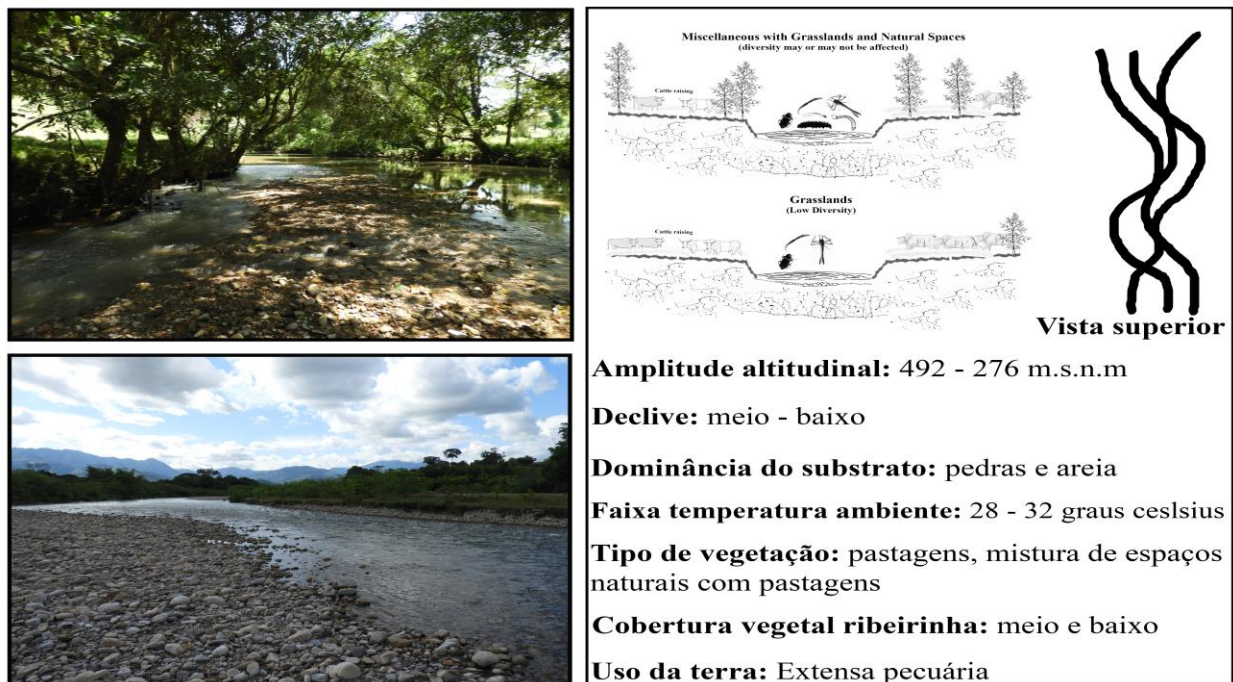 Miscellaneous with Grasslands and Natural Spaces
(diversity may or may not be affected)
Cattle raising
Grasslands
(Low Diversity)
Cattle raising
Vista superior
Amplitude altitudinal: 492 - 276 m.s.n.m
Declive: meio - baixo
Dominância do substrato: pedras e areia
Faixa temperatura ambiente: 28 - 32 graus ceslsius
Tipo de vegetação: pastagens, mistura de espaços
naturais com pastagens
Cobertura vegetal ribeirinha: meio e baixo
Uso da terra: Extensa pecuária